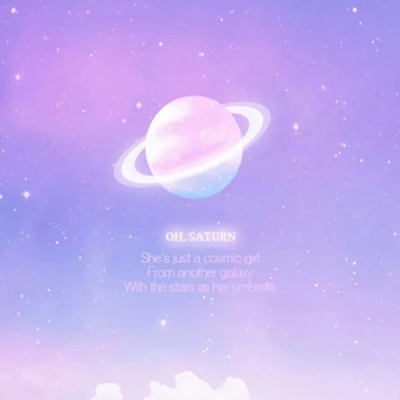 OH, SATURN
She's just a cosmic girl
From another galaxy
With the stars as her umbrella